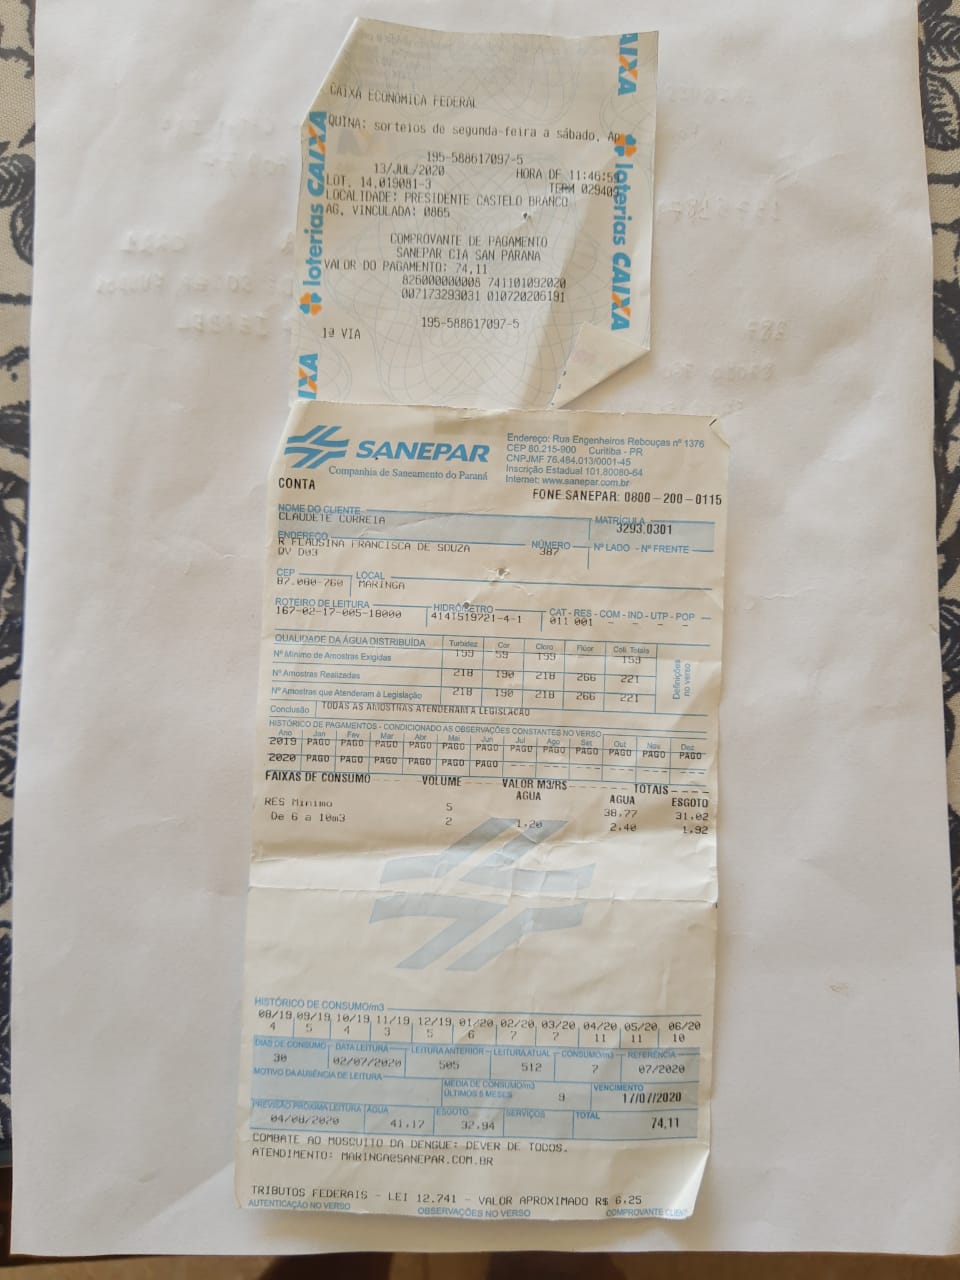 CAIXA ECONOMICA FEDERAL
QUINA: sorteios de segunda-feira a sábado. Ap
195-588617097-5
13/JUL/2020 HORA DF 11:46:59
LOT. 14.019081-3 TERM 029409
LOCALIDADE: PRESIDENTE CASTELO BRANCO
AG. VINCULADA: 0865
COMPROVANTE DE PAGAMENTO
SANEPAR CIA SAN PARANA
VALOR DO PAGAMENTO: 74,11
826000000008 741101092020
007173293031 010720206191
195-588617097-5
1ª VIA
loterias CAIXA
loterias CAIXA
AIXA
IXA
SANEPAR
Companhia de Saneamento do Paraná
Endereço: Rua Engenheiros Rebouças nº 1376
CEP 80.215-900 Curitiba - PR
CNPJMF 76.484.013/0001-45
Inscrição Estadual 101.80080-64
Internet: www.sanepar.com.br
CONTA
FONE SANEPAR: 0800-200-0115
NOME DO CLIENTE MATRÍCULA
CLAUDETE CORREIA 3293.0301
ENDEREÇO NÚMERO Nº LADO - Nº FRENTE
R FLAUSINA FRANCISCA DE SOUZA 387
DV D03
CEP LOCAL
87.080-760 MARINGA
ROTEIRO DE LEITURA HIDRÔMETRO CAT - RES - COM - IND - UTP - POP
167-02-17-005-18000 4141519721-4-1 011 001 - - - -
QUALIDADE DA ÁGUA DISTRIBUÍDA Turbidez Cor Cloro Flúor Coli. Totais
Nº Mínimo de Amostras Exigidas 159 59 159 159
Nº Amostras Realizadas 218 190 218 266 221
Nº Amostras que Atenderam à Legislação 218 190 218 266 221
Definições no verso
Conclusão TODAS AS AMOSTRAS ATENDERAM A LEGISLACAO
HISTÓRICO DE PAGAMENTOS - CONDICIONADO AS OBSERVAÇÕES CONSTANTES NO VERSO
Ano Jan Fev Mar Abr Mai Jun Jul Ago Set Out Nov Dez
2019 PAGO PAGO PAGO PAGO PAGO PAGO PAGO PAGO PAGO PAGO PAGO PAGO
2020 PAGO PAGO PAGO PAGO PAGO PAGO
FAIXAS DE CONSUMO VOLUME VALOR M3/R$ TOTAIS
AGUA AGUA ESGOTO
RES Minimo 5 38,77 31,02
De 6 a 10m3 2 1,20 2,40 1,92
HISTÓRICO DE CONSUMO/m3
08/19 09/19 10/19 11/19 12/19 01/20 02/20 03/20 04/20 05/20 06/20
4 5 4 3 5 6 7 7 11 11 10
DIAS DE CONSUMO DATA LEITURA LEITURA ANTERIOR LEITURA ATUAL CONSUMO/m3 REFERÊNCIA
30 02/07/2020 505 512 7 07/2020
MOTIVO DA AUSÊNCIA DE LEITURA MÉDIA DE CONSUMO/m3 ÚLTIMOS 5 MESES 9 VENCIMENTO 17/07/2020
PREVISÃO PRÓXIMA LEITURA ÁGUA ESGOTO SERVIÇOS TOTAL
04/08/2020 41,17 32,94 74,11
COMBATE AO MOSQUITO DA DENGUE: DEVER DE TODOS.
ATENDIMENTO: MARINGA@SANEPAR.COM.BR
TRIBUTOS FEDERAIS - LEI 12.741 - VALOR APROXIMADO R$ 6,25
AUTENTICAÇÃO NO VERSO OBSERVAÇÕES NO VERSO COMPROVANTE CLIENTE